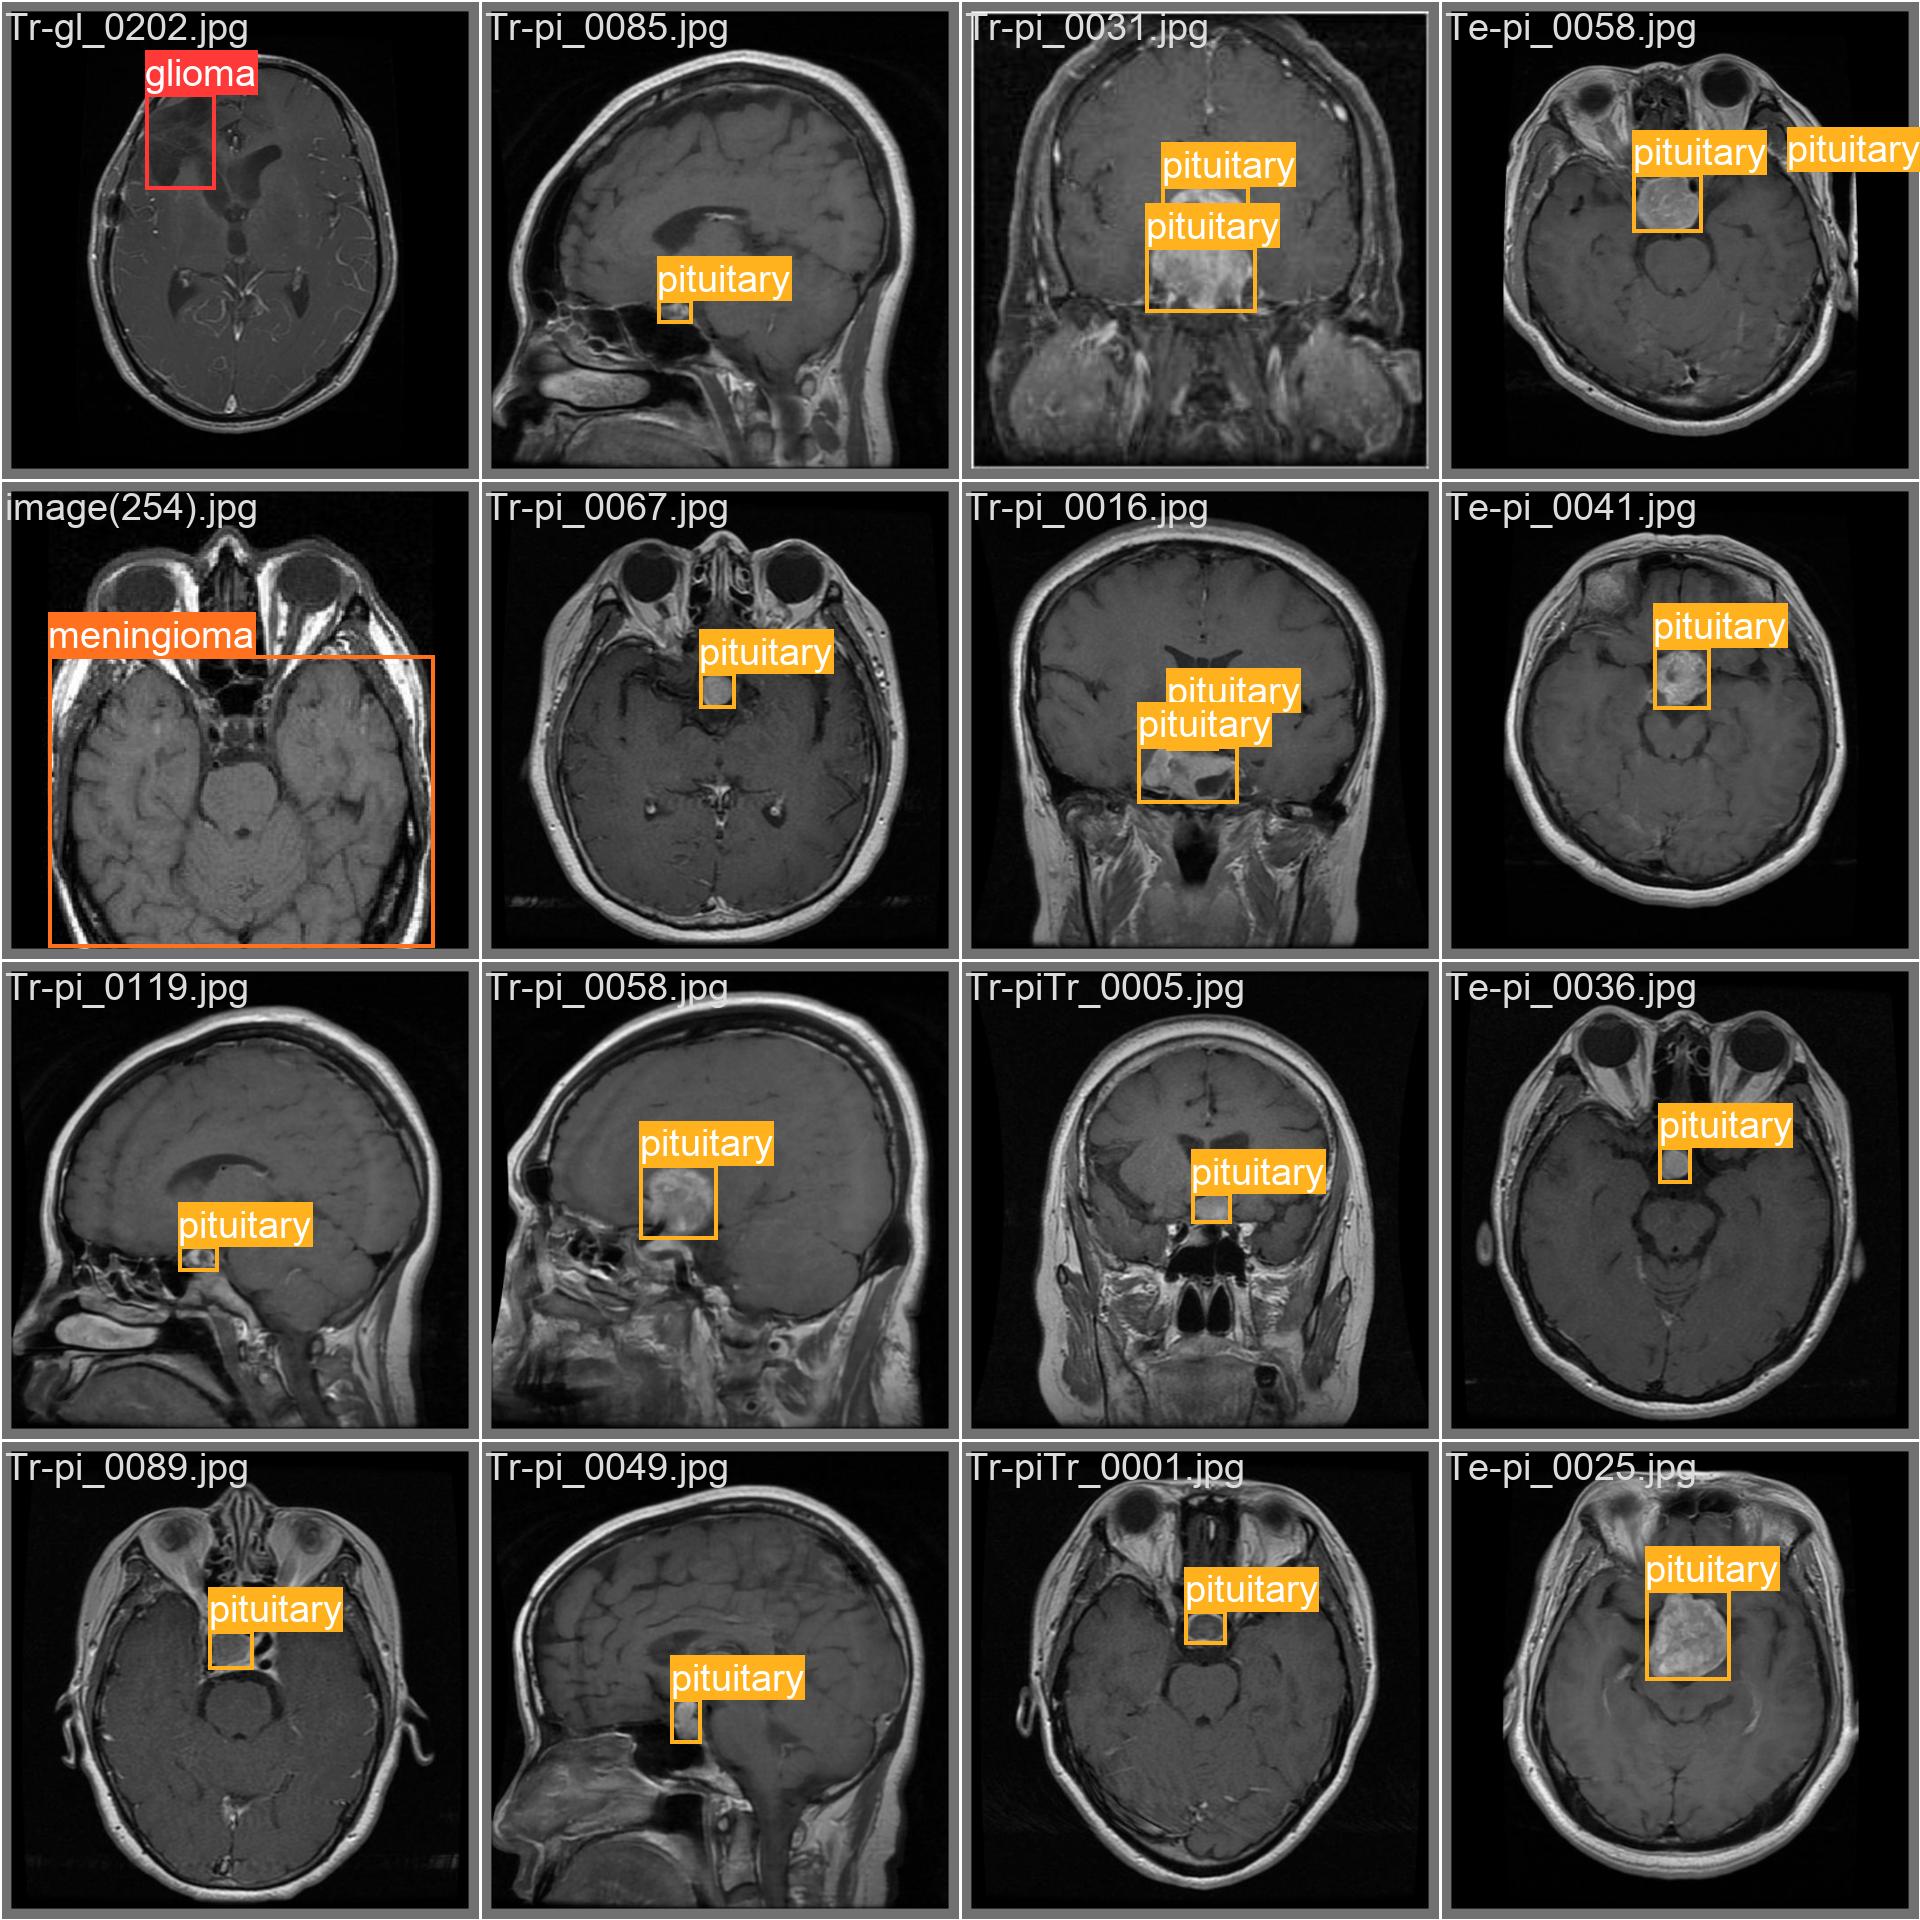 Tr-gl_0202.jpg
glioma
Tr-pi_0085.jpg
pituitary
Tr-pi_0031.jpg
pituitary
pituitary
Te-pi_0058.jpg
pituitary
pituitary
image(254).jpg
meningioma
Tr-pi_0067.jpg
pituitary
Tr-pi_0016.jpg
pituitary
pituitary
Te-pi_0041.jpg
pituitary
Tr-pi_0119.jpg
pituitary
Tr-pi_0058.jpg
pituitary
Tr-piTr_0005.jpg
pituitary
Te-pi_0036.jpg
pituitary
Tr-pi_0089.jpg
pituitary
Tr-pi_0049.jpg
pituitary
Tr-piTr_0001.jpg
pituitary
Te-pi_0025.jpg
pituitary